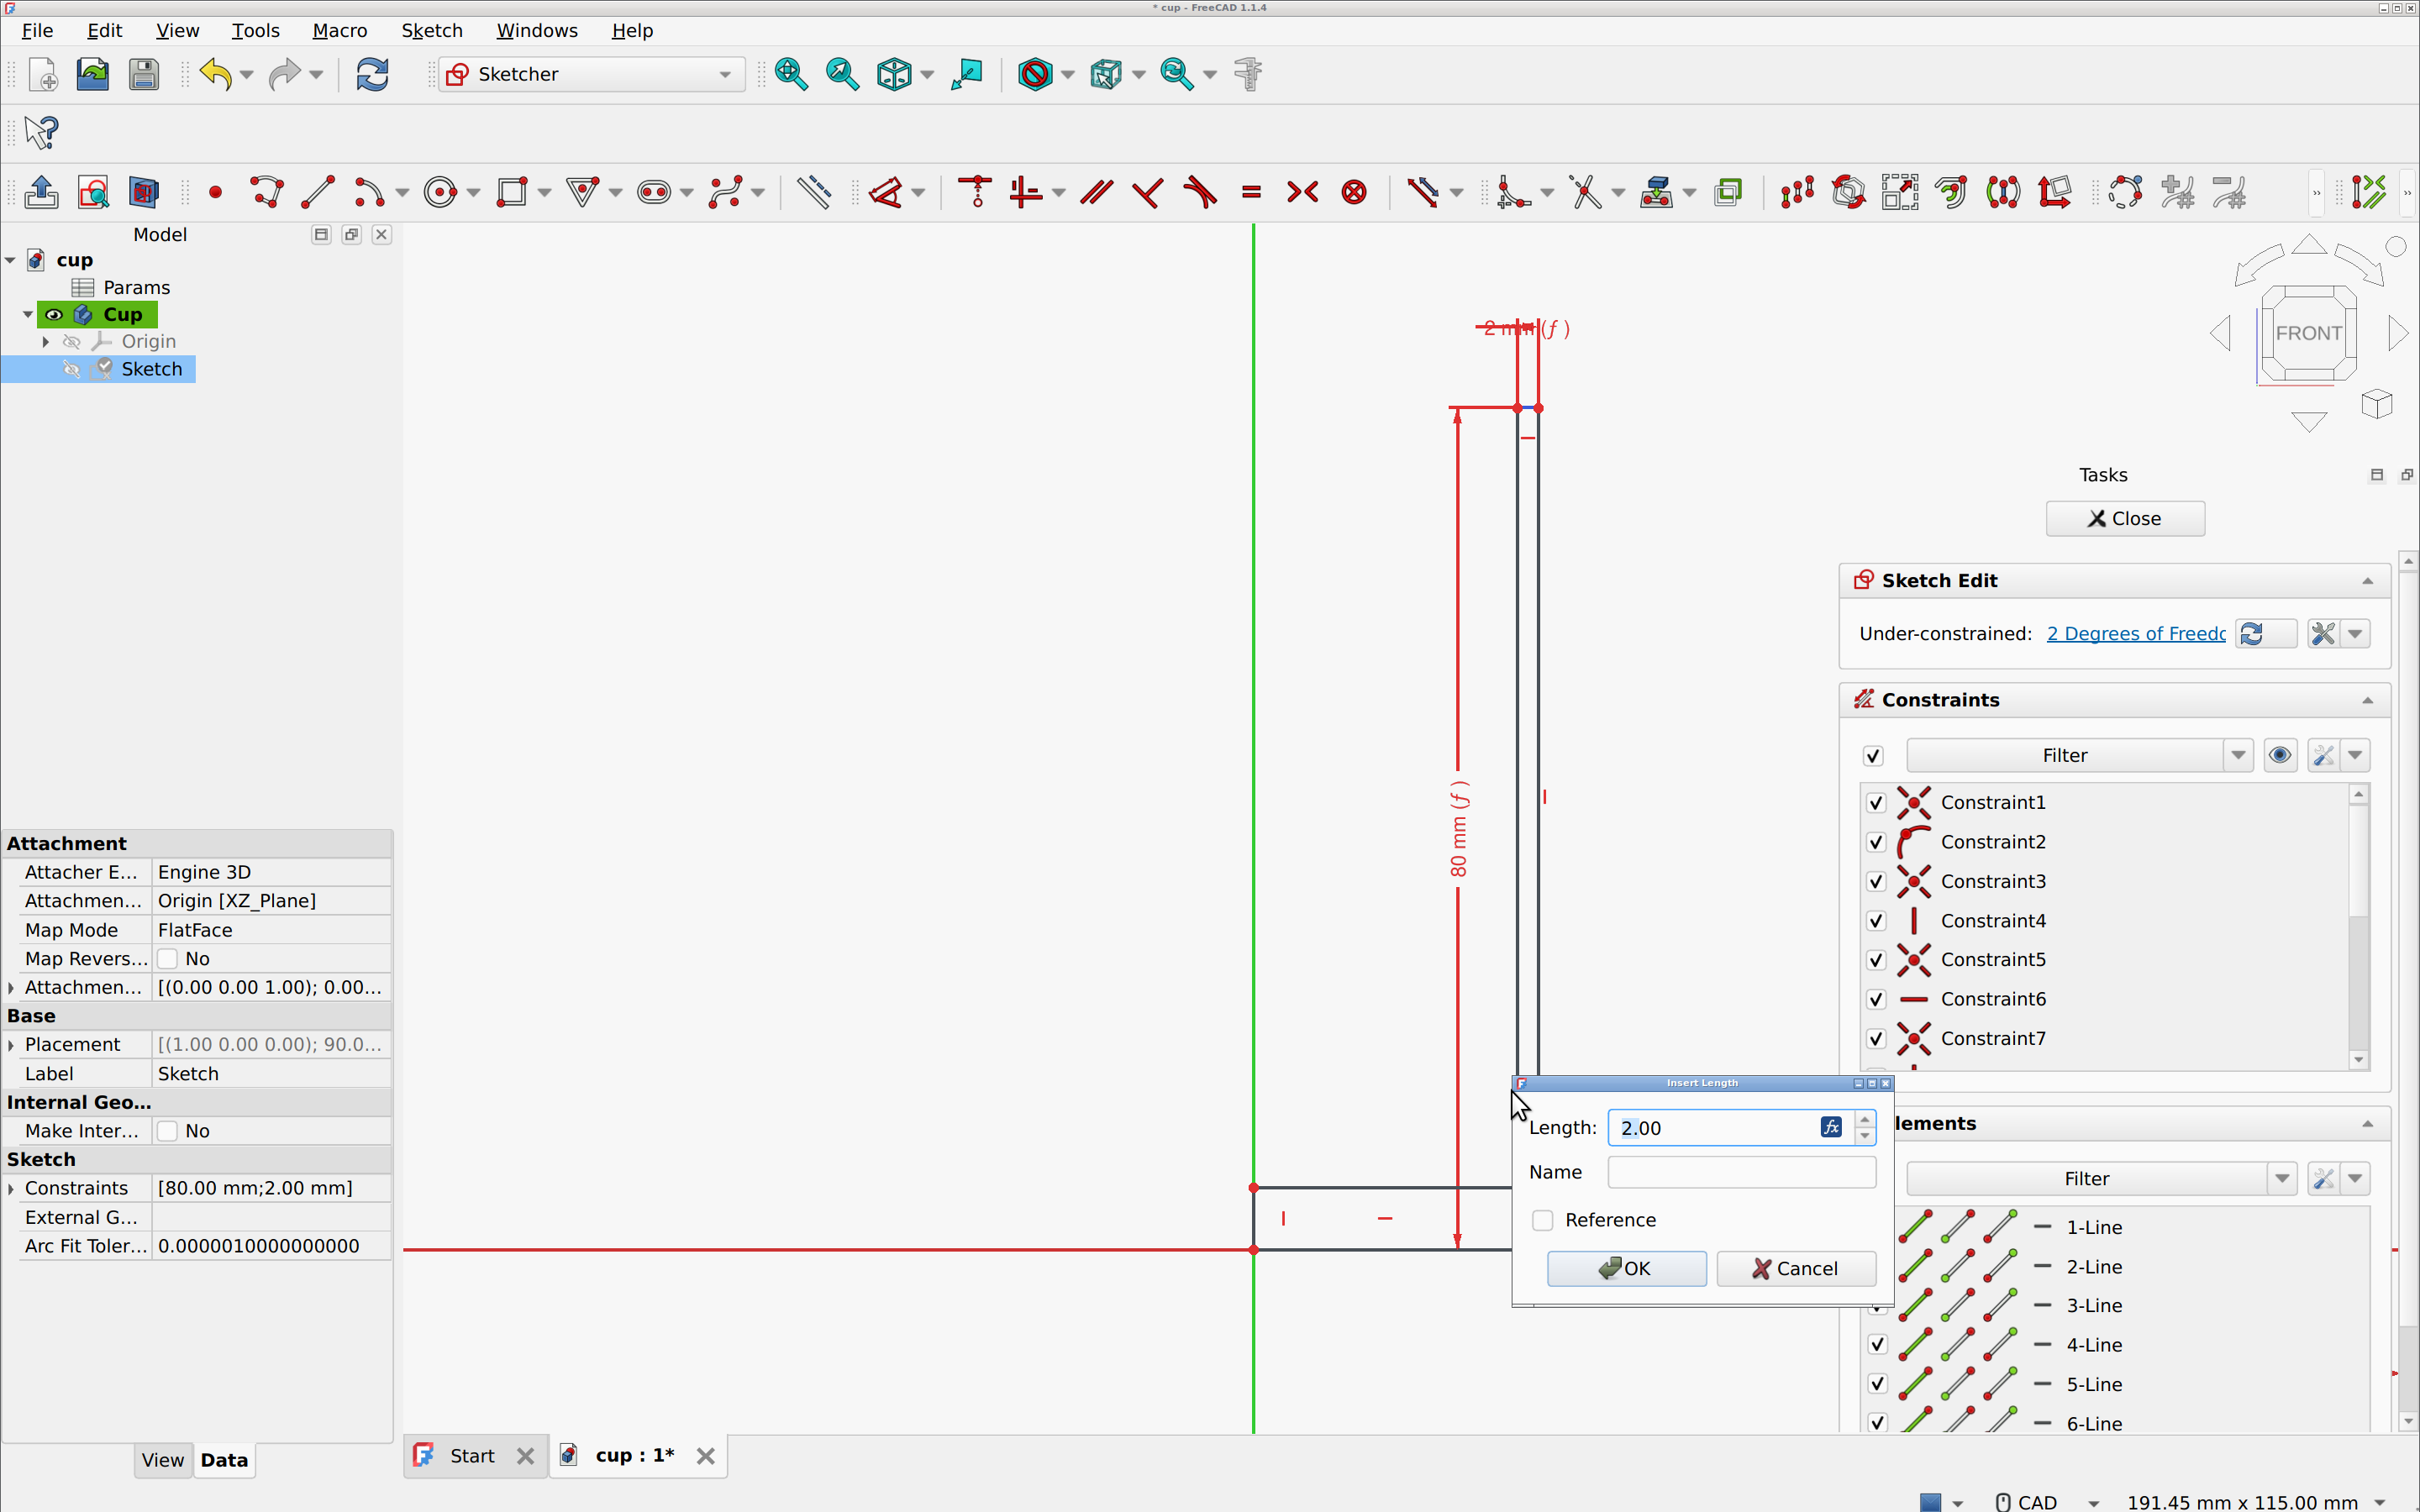 * cup - FreeCAD 1.1.4
File Edit View Tools Macro Sketch Windows Help
Sketcher
Model
cup
Params
Cup
Origin
Sketch
2 mm (ƒ )
80 mm (ƒ )
FRONT
Tasks
Close
Sketch Edit
Under-constrained: 2 Degrees of Freedo
Constraints
Filter
Constraint1
Constraint2
Constraint3
Constraint4
Constraint5
Constraint6
Constraint7
Attachment
Attacher E... Engine 3D
Attachmen... Origin [XZ_Plane]
Map Mode FlatFace
Map Revers... No
Attachmen... [(0.00 0.00 1.00); 0.00...
Base
Placement [(1.00 0.00 0.00); 90.0...
Label Sketch
Internal Geo...
Make Inter... No
Sketch
Constraints [80.00 mm;2.00 mm]
External G...
Arc Fit Toler... 0.0000010000000000
Insert Length
Length: 2.00
Name
Reference
OK Cancel
lements
Filter
1-Line
2-Line
3-Line
4-Line
5-Line
6-Line
View Data
Start
cup : 1*
CAD
191.45 mm x 115.00 mm